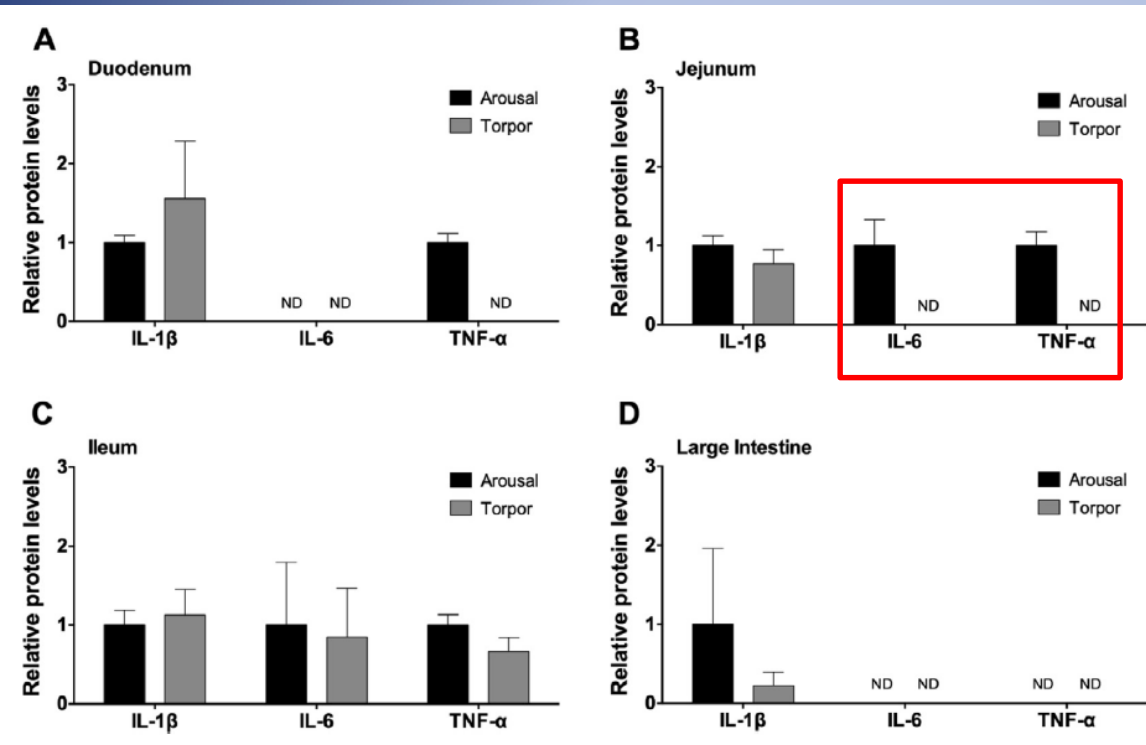 A
Duodenum
Relative protein levels
3
2
1
0
Arousal
Torpor
ND ND ND
IL-1β IL-6 TNF-α
B
Jejunum
Relative protein levels
3
2
1
0
Arousal
Torpor
ND ND
IL-1β IL-6 TNF-α
C
Ileum
Relative protein levels
3
2
1
0
Arousal
Torpor
IL-1β IL-6 TNF-α
D
Large Intestine
Relative protein levels
3
2
1
0
Arousal
Torpor
ND ND ND ND
IL-1β IL-6 TNF-α